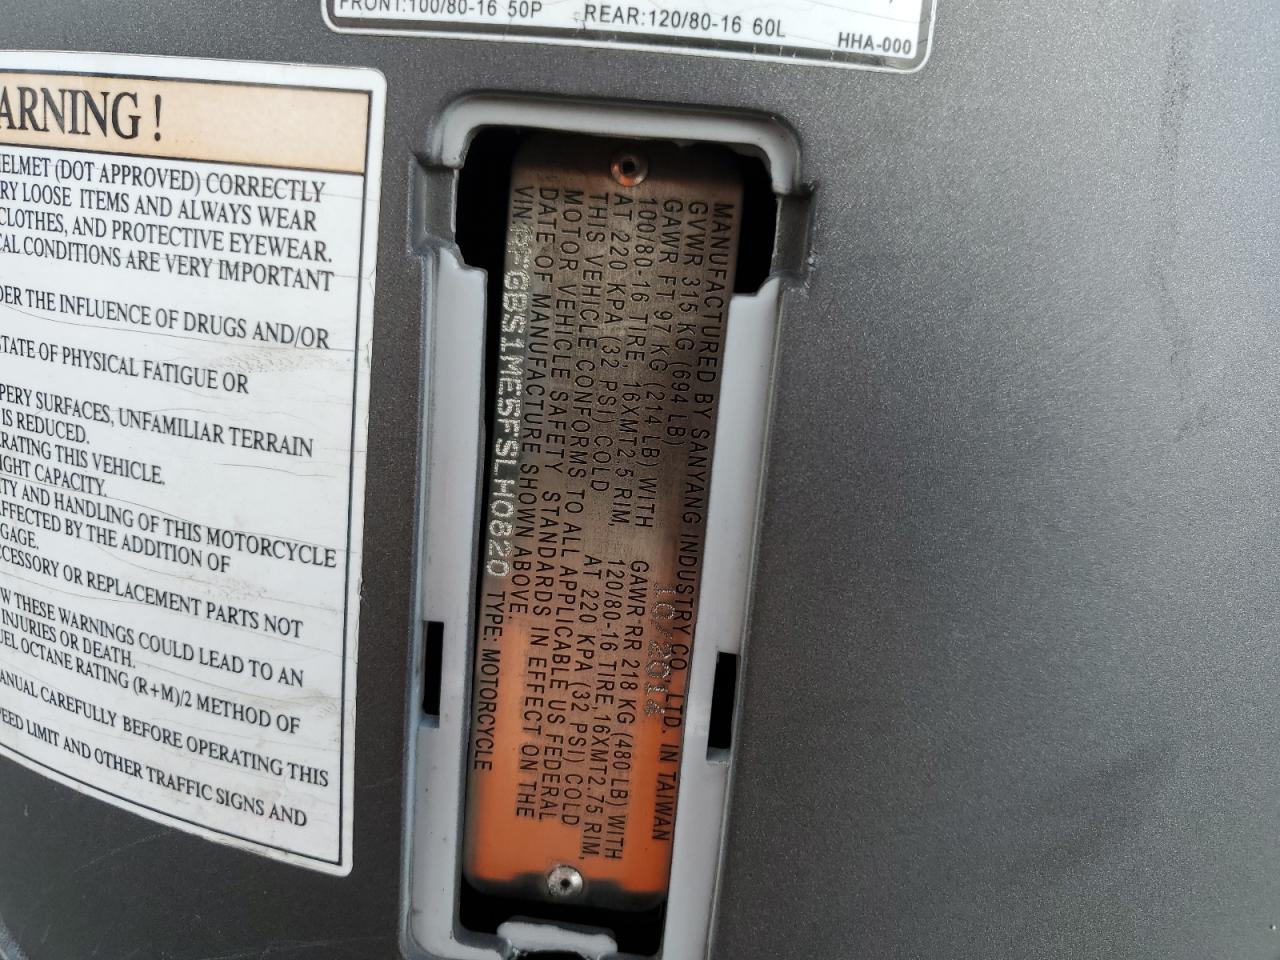 FRONT:100/80-16 50P REAR:120/80-16 60L
HHA-000
ARNING !
HELMET (DOT APPROVED) CORRECTLY
RY LOOSE ITEMS AND ALWAYS WEAR
CLOTHES, AND PROTECTIVE EYEWEAR.
CAL CONDITIONS ARE VERY IMPORTANT
DER THE INFLUENCE OF DRUGS AND/OR
STATE OF PHYSICAL FATIGUE OR
PERY SURFACES, UNFAMILIAR TERRAIN
IS REDUCED.
RATING THIS VEHICLE.
IGHT CAPACITY.
ITY AND HANDLING OF THIS MOTORCYCLE
AFFECTED BY THE ADDITION OF
GAGE.
CCESSORY OR REPLACEMENT PARTS NOT
W THESE WARNINGS COULD LEAD TO AN
INJURIES OR DEATH.
UEL OCTANE RATING (R+M)/2 METHOD OF
ANUAL CAREFULLY BEFORE OPERATING THIS
PEED LIMIT AND OTHER TRAFFIC SIGNS AND
MANUFACTURED BY SANYANG INDUSTRY CO., LTD. IN TAIWAN
GVWR 315 KG (694 LB) 10/2014
GAWR FT 97 KG (214 LB) WITH GAWR RR 218 KG (480 LB) WITH
100/80-16 TIRE, 16XMT2.5 RIM, 120/80-16 TIRE,16XMT2.75 RIM,
AT 220 KPA (32 PSI) COLD AT 220 KPA (32 PSI) COLD
THIS VEHICLE CONFORMS TO ALL APPLICABLE US FEDERAL
MOTOR VEHICLE SAFETY STANDARDS IN EFFECT ON THE
DATE OF MANUFACTURE SHOWN ABOVE.
VIN: TYPE: MOTORCYCLE